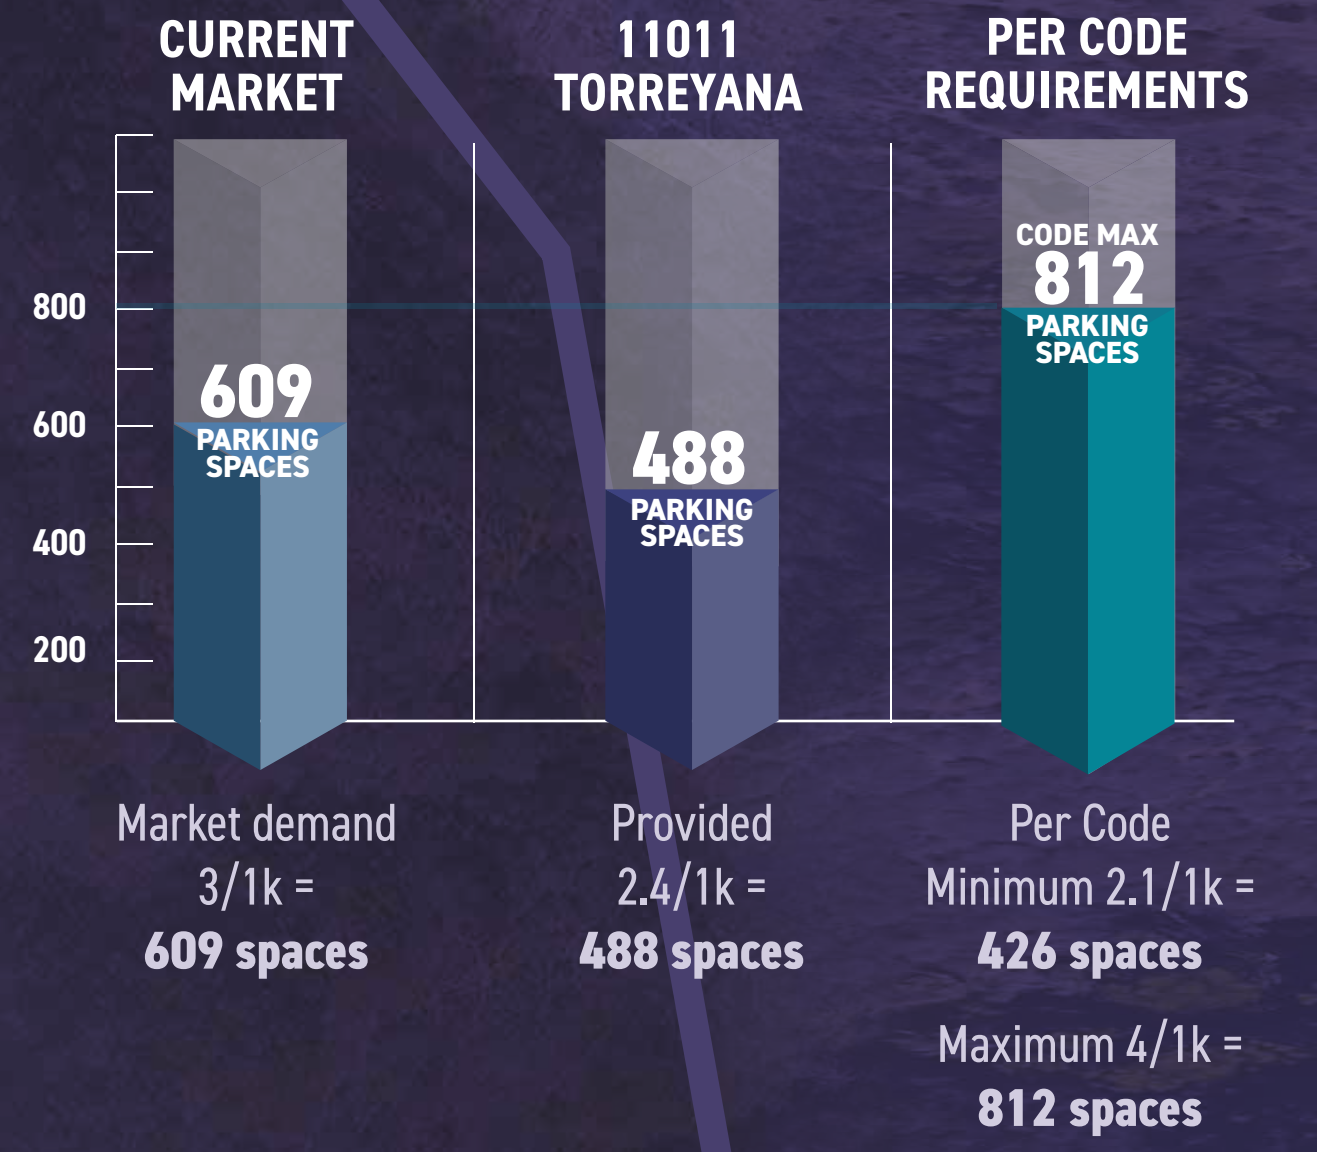 CURRENT
MARKET
11011
TORREYANA
PER CODE
REQUIREMENTS
800
600
400
200
609
PARKING
SPACES
488
PARKING
SPACES
CODE MAX
812
PARKING
SPACES
Market demand
3/1k =
609 spaces
Provided
2.4/1k =
488 spaces
Per Code
Minimum 2.1/1k =
426 spaces
Maximum 4/1k =
812 spaces